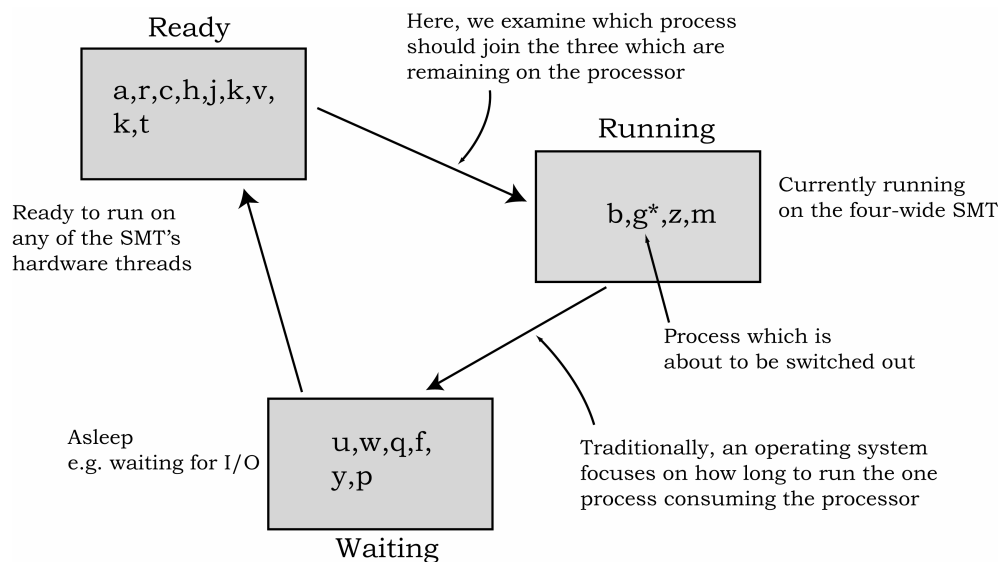 Ready
a,r,c,h,j,k,v,
k,t
Here, we examine which process
should join the three which are
remaining on the processor
Running
b,g*,z,m
Currently running
on the four-wide SMT
Ready to run on
any of the SMT's
hardware threads
Process which is
about to be switched out
Asleep
e.g. waiting for I/O
u,w,q,f,
y,p
Waiting
Traditionally, an operating system
focuses on how long to run the one
process consuming the processor